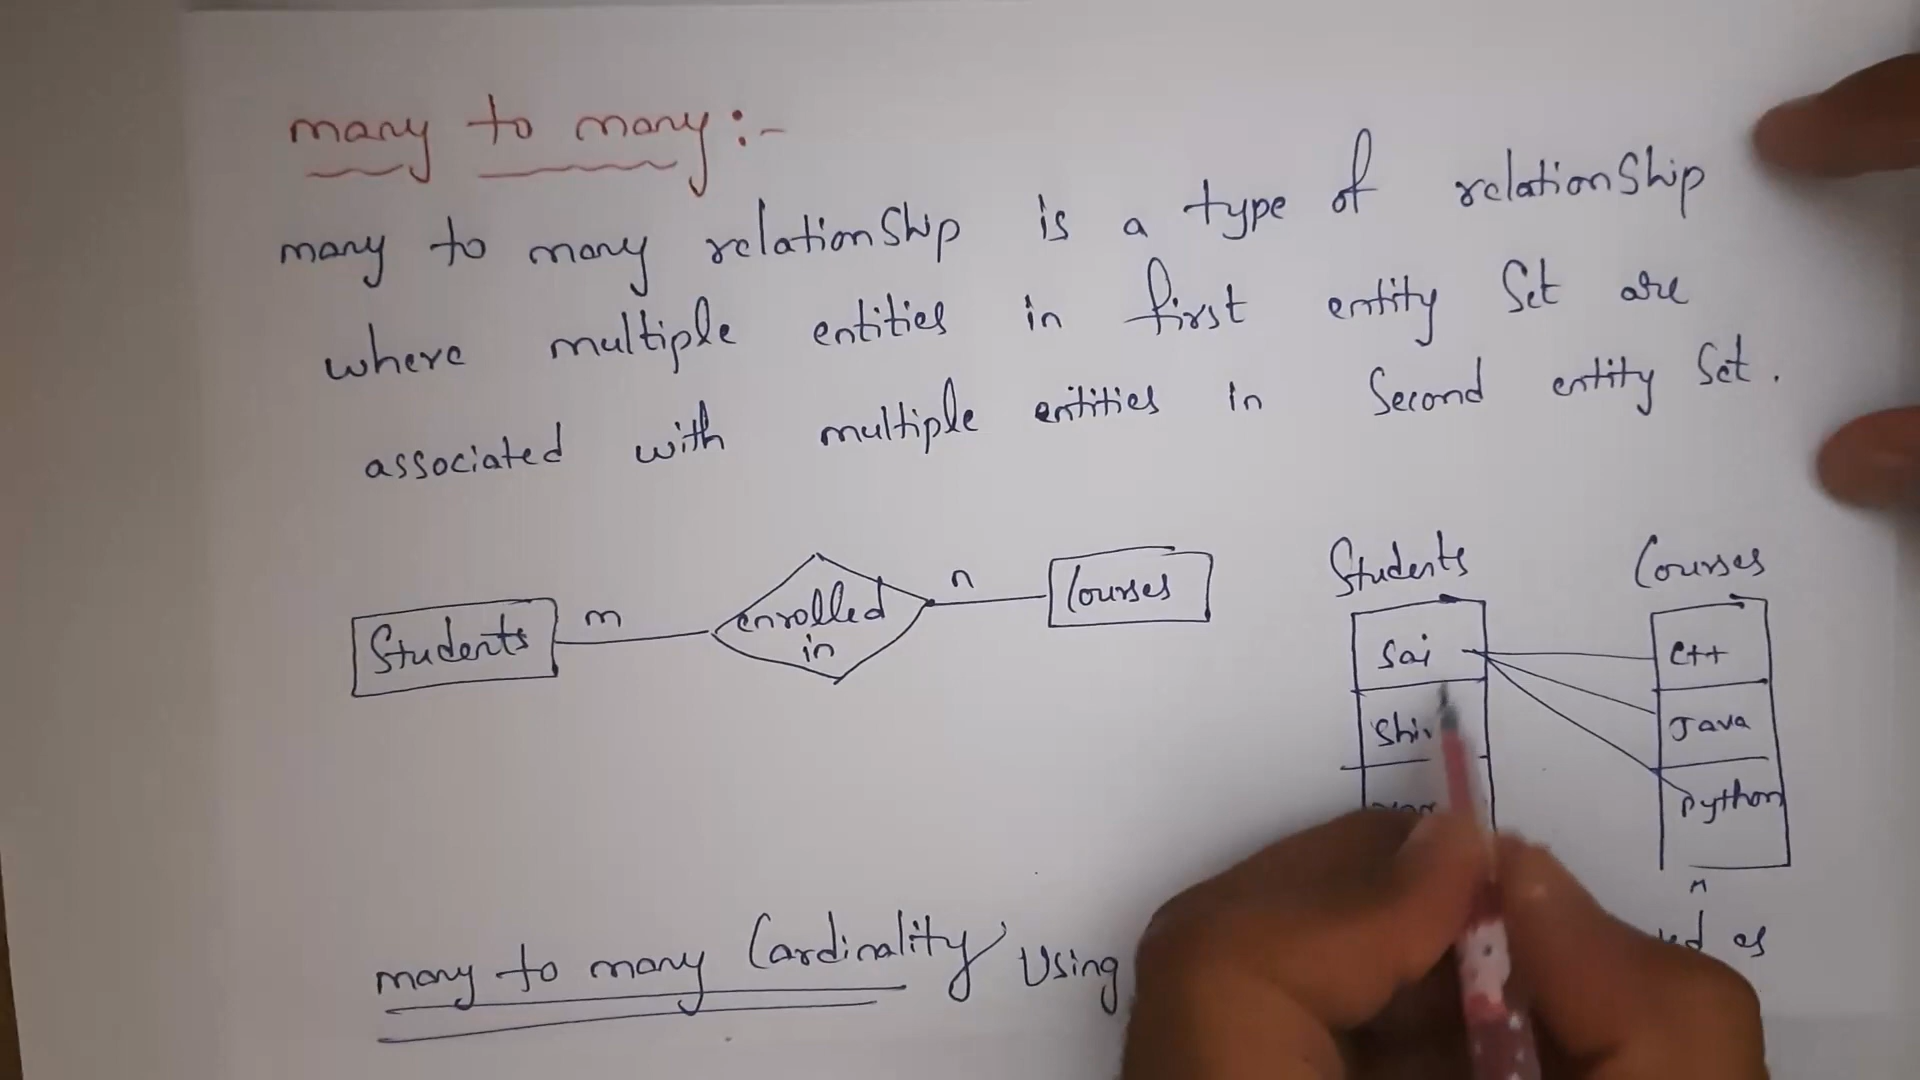 many to many :-
many to many relationship is a type of relationship
where multiple entities in first entity Set are
associated with multiple entities in Second entity Set.
Students m enrolled in n Courses
Students Courses
Sai C++
Java
Python
n
many to many Cardinality Using as